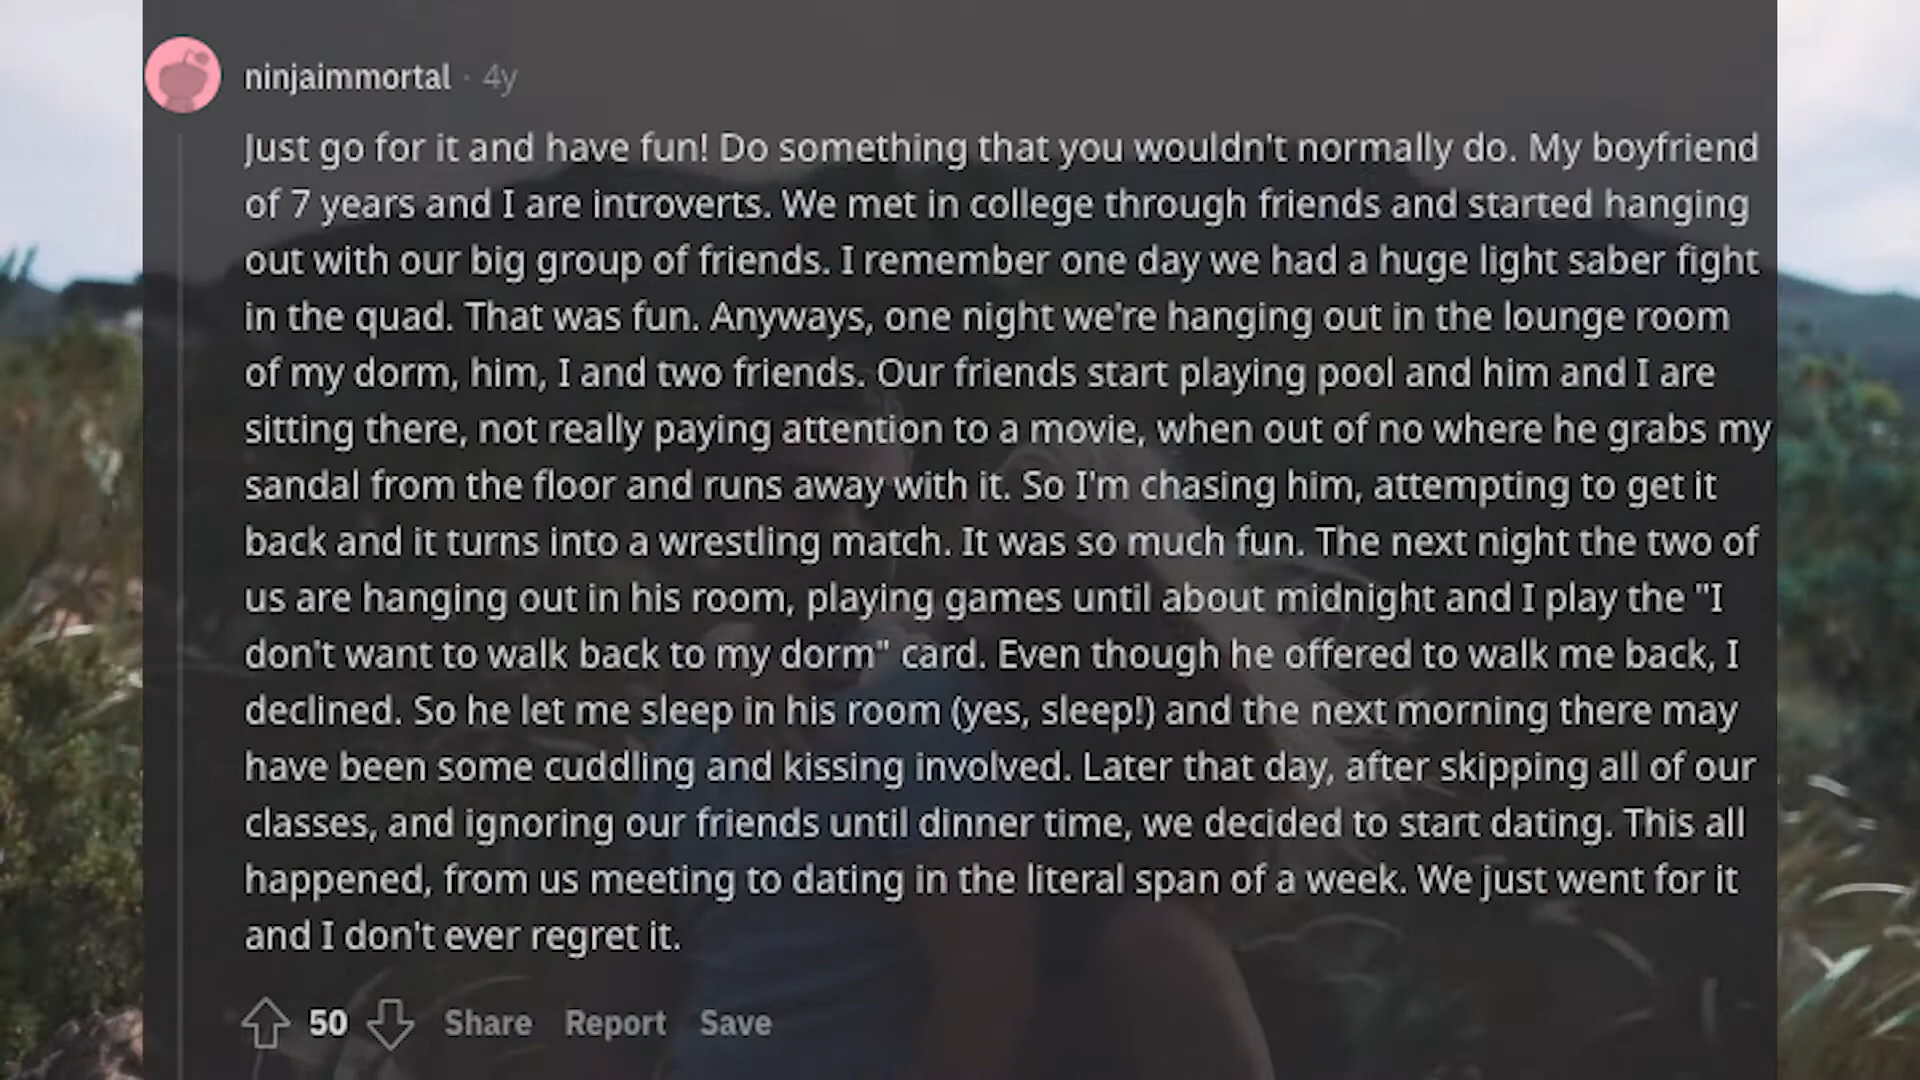 ninjaimmortal · 4y
Just go for it and have fun! Do something that you wouldn't normally do. My boyfriend
of 7 years and I are introverts. We met in college through friends and started hanging
out with our big group of friends. I remember one day we had a huge light saber fight
in the quad. That was fun. Anyways, one night we're hanging out in the lounge room
of my dorm, him, I and two friends. Our friends start playing pool and him and I are
sitting there, not really paying attention to a movie, when out of no where he grabs my
sandal from the floor and runs away with it. So I'm chasing him, attempting to get it
back and it turns into a wrestling match. It was so much fun. The next night the two of
us are hanging out in his room, playing games until about midnight and I play the "I
don't want to walk back to my dorm" card. Even though he offered to walk me back, I
declined. So he let me sleep in his room (yes, sleep!) and the next morning there may
have been some cuddling and kissing involved. Later that day, after skipping all of our
classes, and ignoring our friends until dinner time, we decided to start dating. This all
happened, from us meeting to dating in the literal span of a week. We just went for it
and I don't ever regret it.
50 Share Report Save